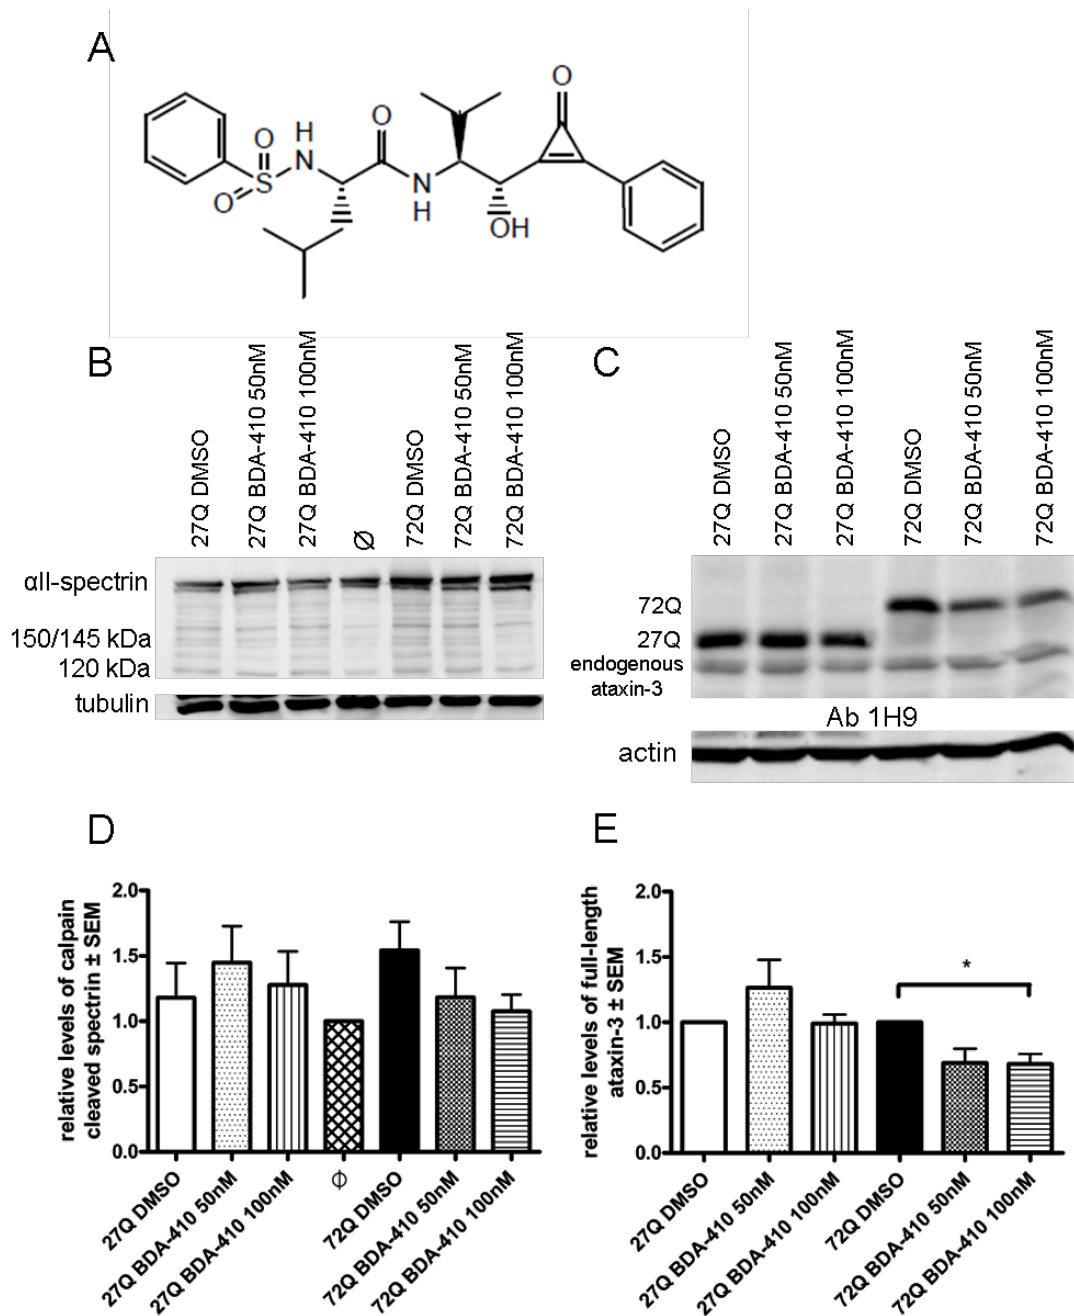 A
O
O
S
O
H
N
O
N
H
OH
O
B
27Q DMSO
27Q BDA-410 50nM
27Q BDA-410 100nM
Ø
72Q DMSO
72Q BDA-410 50nM
72Q BDA-410 100nM
αII-spectrin
150/145 kDa
120 kDa
tubulin
C
27Q DMSO
27Q BDA-410 50nM
27Q BDA-410 100nM
72Q DMSO
72Q BDA-410 50nM
72Q BDA-410 100nM
72Q
27Q
endogenous
ataxin-3
Ab 1H9
actin
D
relative levels of calpain
cleaved spectrin ± SEM
2.0
1.5
1.0
0.5
0.0
27Q DMSO
27Q BDA-410 50nM
27Q BDA-410 100nM
ϕ
72Q DMSO
72Q BDA-410 50nM
72Q BDA-410 100nM
E
relative levels of full-length
ataxin-3 ± SEM
2.0
1.5
1.0
0.5
0.0
*
27Q DMSO
27Q BDA-410 50nM
27Q BDA-410 100nM
72Q DMSO
72Q BDA-410 50nM
72Q BDA-410 100nM